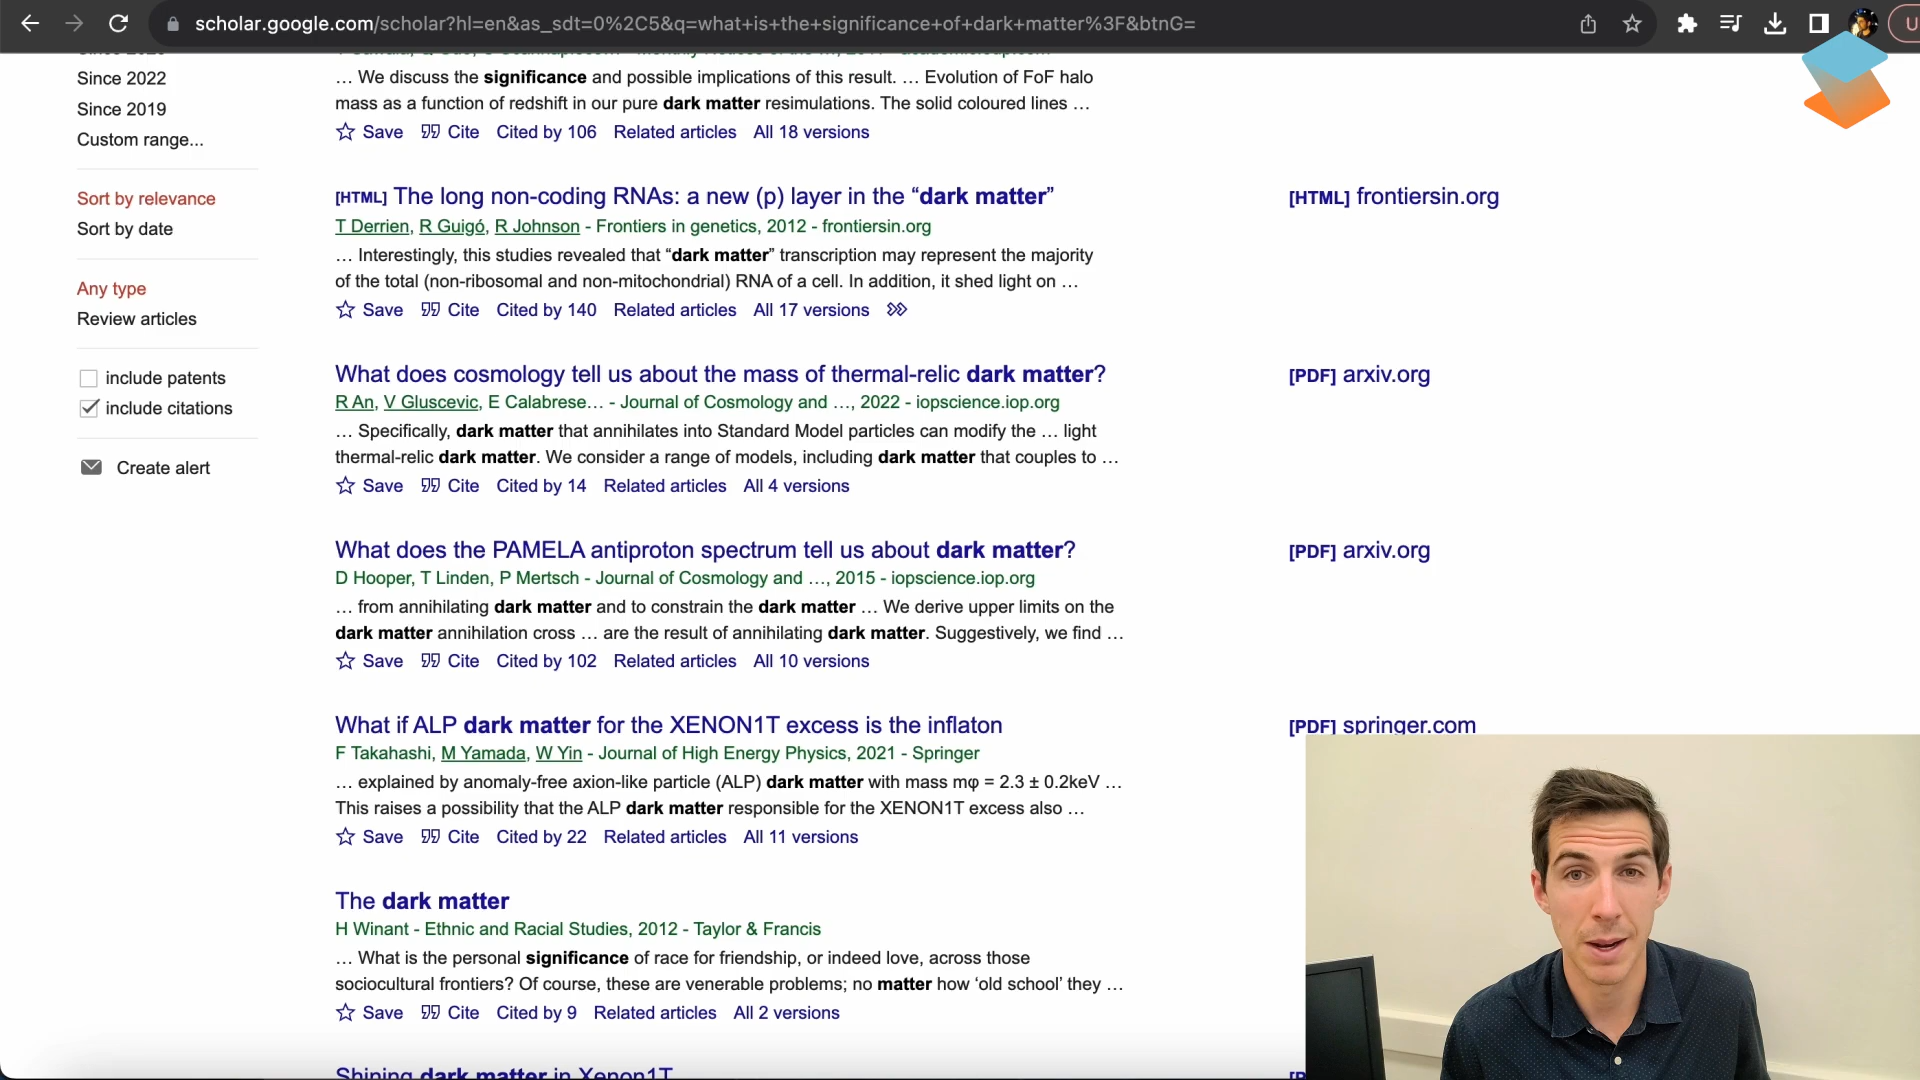 scholar.google.com/scholar?hl=en&as_sdt=0%2C5&q=what+is+the+significance+of+dark+matter%3F&btnG=
U
Since 2022
Since 2019
Custom range...
Sort by relevance
Sort by date
Any type
Review articles
include patents
include citations
Create alert
… We discuss the significance and possible implications of this result. … Evolution of FoF halo
mass as a function of redshift in our pure dark matter resimulations. The solid coloured lines …
Save Cite Cited by 106 Related articles All 18 versions
[HTML] The long non-coding RNAs: a new (p) layer in the “dark matter”
[HTML] frontiersin.org
T Derrien, R Guigó, R Johnson - Frontiers in genetics, 2012 - frontiersin.org
… Interestingly, this studies revealed that “dark matter” transcription may represent the majority
of the total (non-ribosomal and non-mitochondrial) RNA of a cell. In addition, it shed light on …
Save Cite Cited by 140 Related articles All 17 versions
What does cosmology tell us about the mass of thermal-relic dark matter?
[PDF] arxiv.org
R An, V Gluscevic, E Calabrese… - Journal of Cosmology and …, 2022 - iopscience.iop.org
… Specifically, dark matter that annihilates into Standard Model particles can modify the … light
thermal-relic dark matter. We consider a range of models, including dark matter that couples to …
Save Cite Cited by 14 Related articles All 4 versions
What does the PAMELA antiproton spectrum tell us about dark matter?
[PDF] arxiv.org
D Hooper, T Linden, P Mertsch - Journal of Cosmology and …, 2015 - iopscience.iop.org
… from annihilating dark matter and to constrain the dark matter … We derive upper limits on the
dark matter annihilation cross … are the result of annihilating dark matter. Suggestively, we find …
Save Cite Cited by 102 Related articles All 10 versions
What if ALP dark matter for the XENON1T excess is the inflaton
[PDF] springer.com
F Takahashi, M Yamada, W Yin - Journal of High Energy Physics, 2021 - Springer
… explained by anomaly-free axion-like particle (ALP) dark matter with mass mφ = 2.3 ± 0.2keV …
This raises a possibility that the ALP dark matter responsible for the XENON1T excess also …
Save Cite Cited by 22 Related articles All 11 versions
The dark matter
H Winant - Ethnic and Racial Studies, 2012 - Taylor & Francis
… What is the personal significance of race for friendship, or indeed love, across those
sociocultural frontiers? Of course, these are venerable problems; no matter how ‘old school’ they …
Save Cite Cited by 9 Related articles All 2 versions
Shining dark matter in Xenon1T